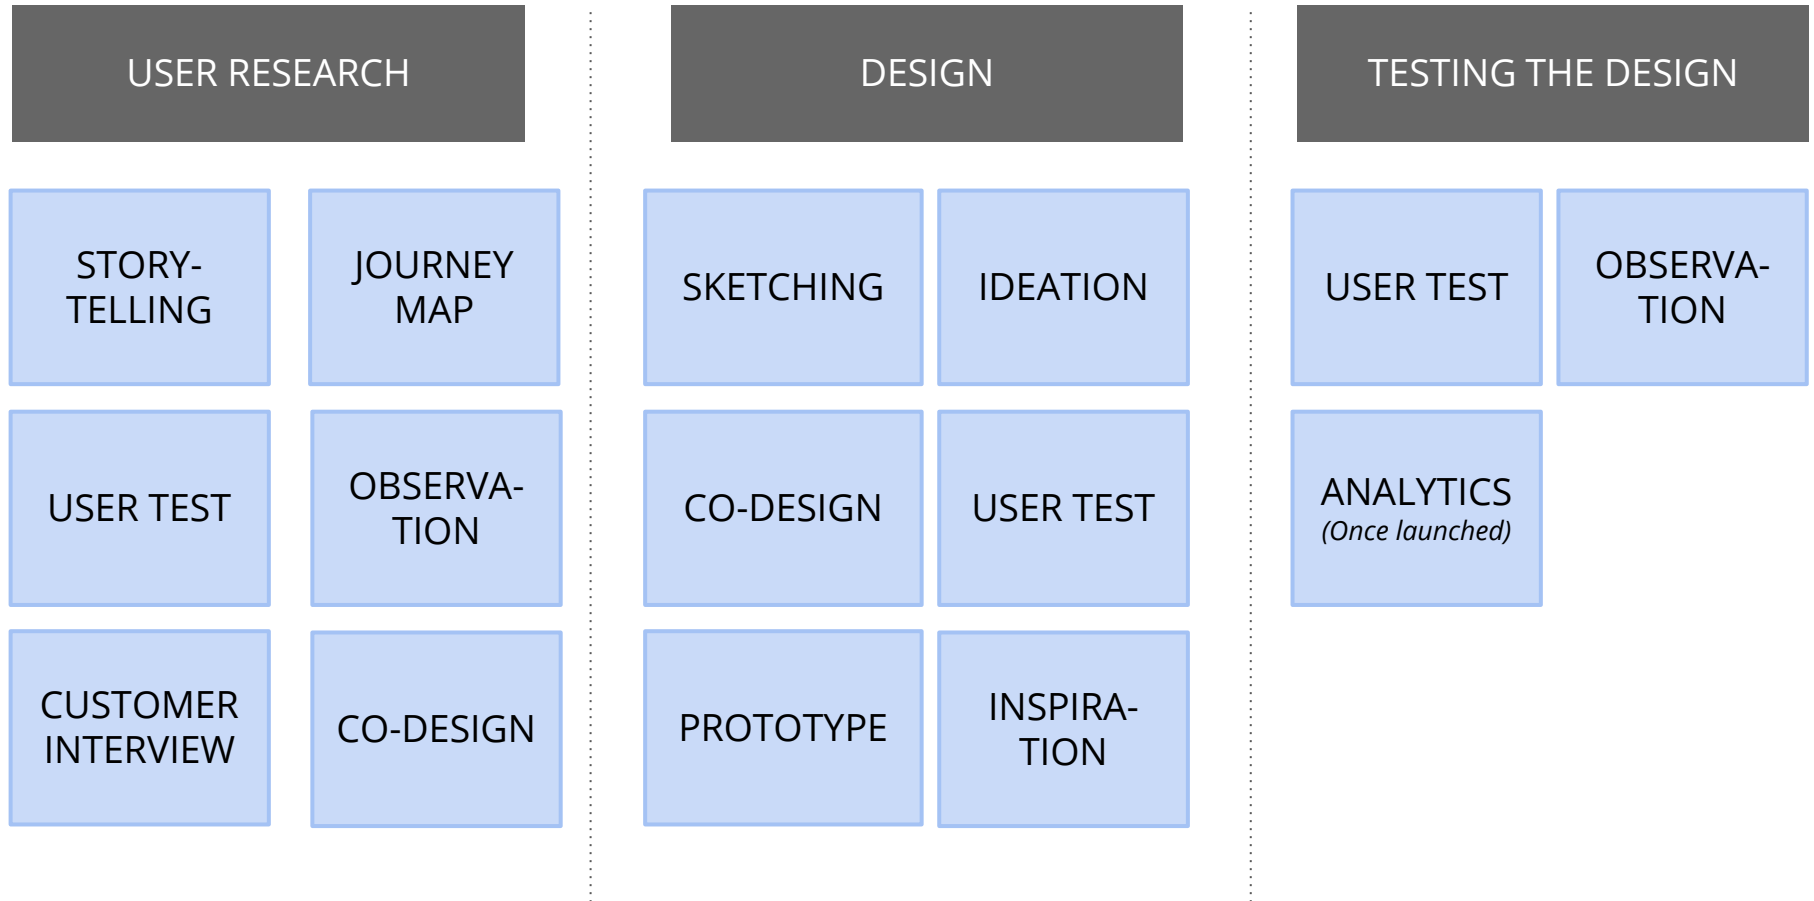 USER RESEARCH
STORY-
TELLING
JOURNEY
MAP
USER TEST
OBSERVA-
TION
CUSTOMER
INTERVIEW
CO-DESIGN
DESIGN
SKETCHING
IDEATION
CO-DESIGN
USER TEST
PROTOTYPE
INSPIRA-
TION
TESTING THE DESIGN
USER TEST
OBSERVA-
TION
ANALYTICS
(Once launched)